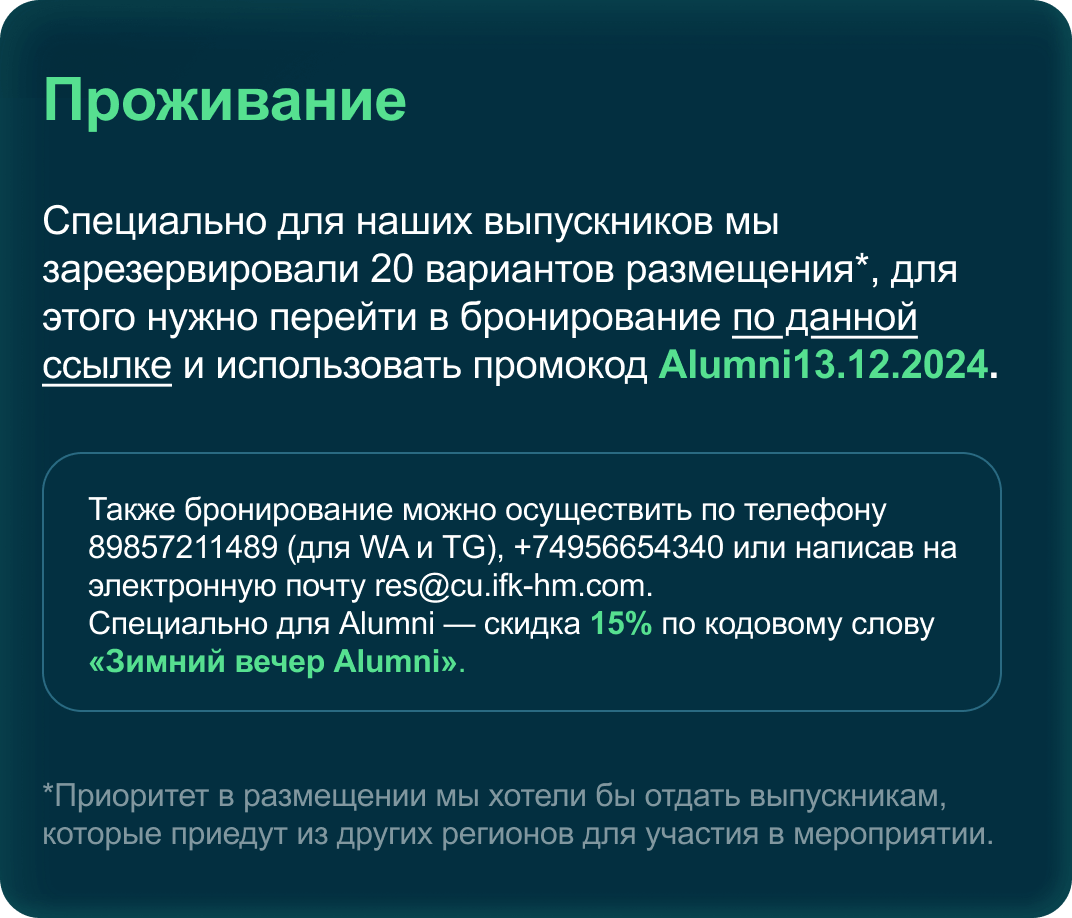 Проживание
Специально для наших выпускников мы
зарезервировали 20 вариантов размещения*, для
этого нужно перейти в бронирование по данной
ссылке и использовать промокод Alumni13.12.2024.
Также бронирование можно осуществить по телефону
89857211489 (для WA и TG), +74956654340 или написав на
электронную почту res@cu.ifk-hm.com.
Специально для Alumni — скидка 15% по кодовому слову
«Зимний вечер Alumni».
*Приоритет в размещении мы хотели бы отдать выпускникам,
которые приедут из других регионов для участия в мероприятии.